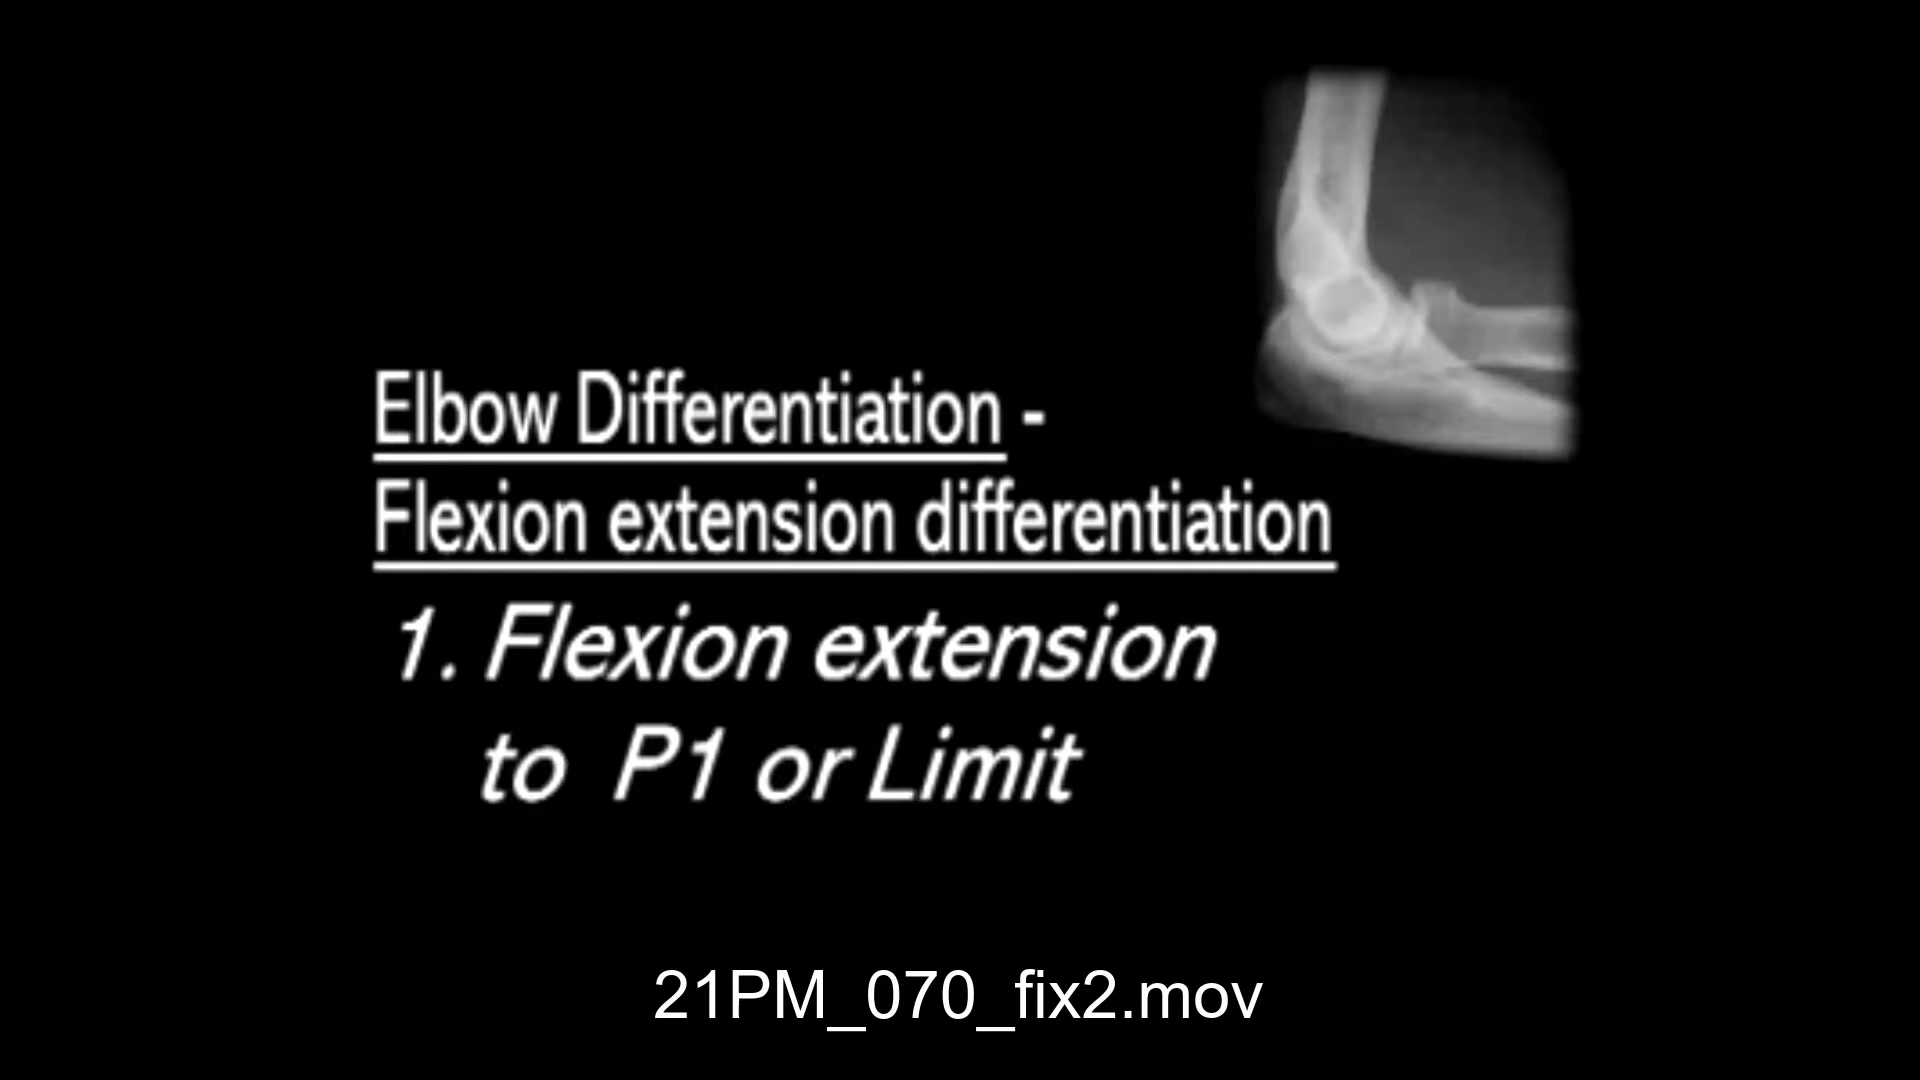 Elbow Differentiation -
Flexion extension differentiation
1. Flexion extension
to P1 or Limit
21PM_070_fix2.mov